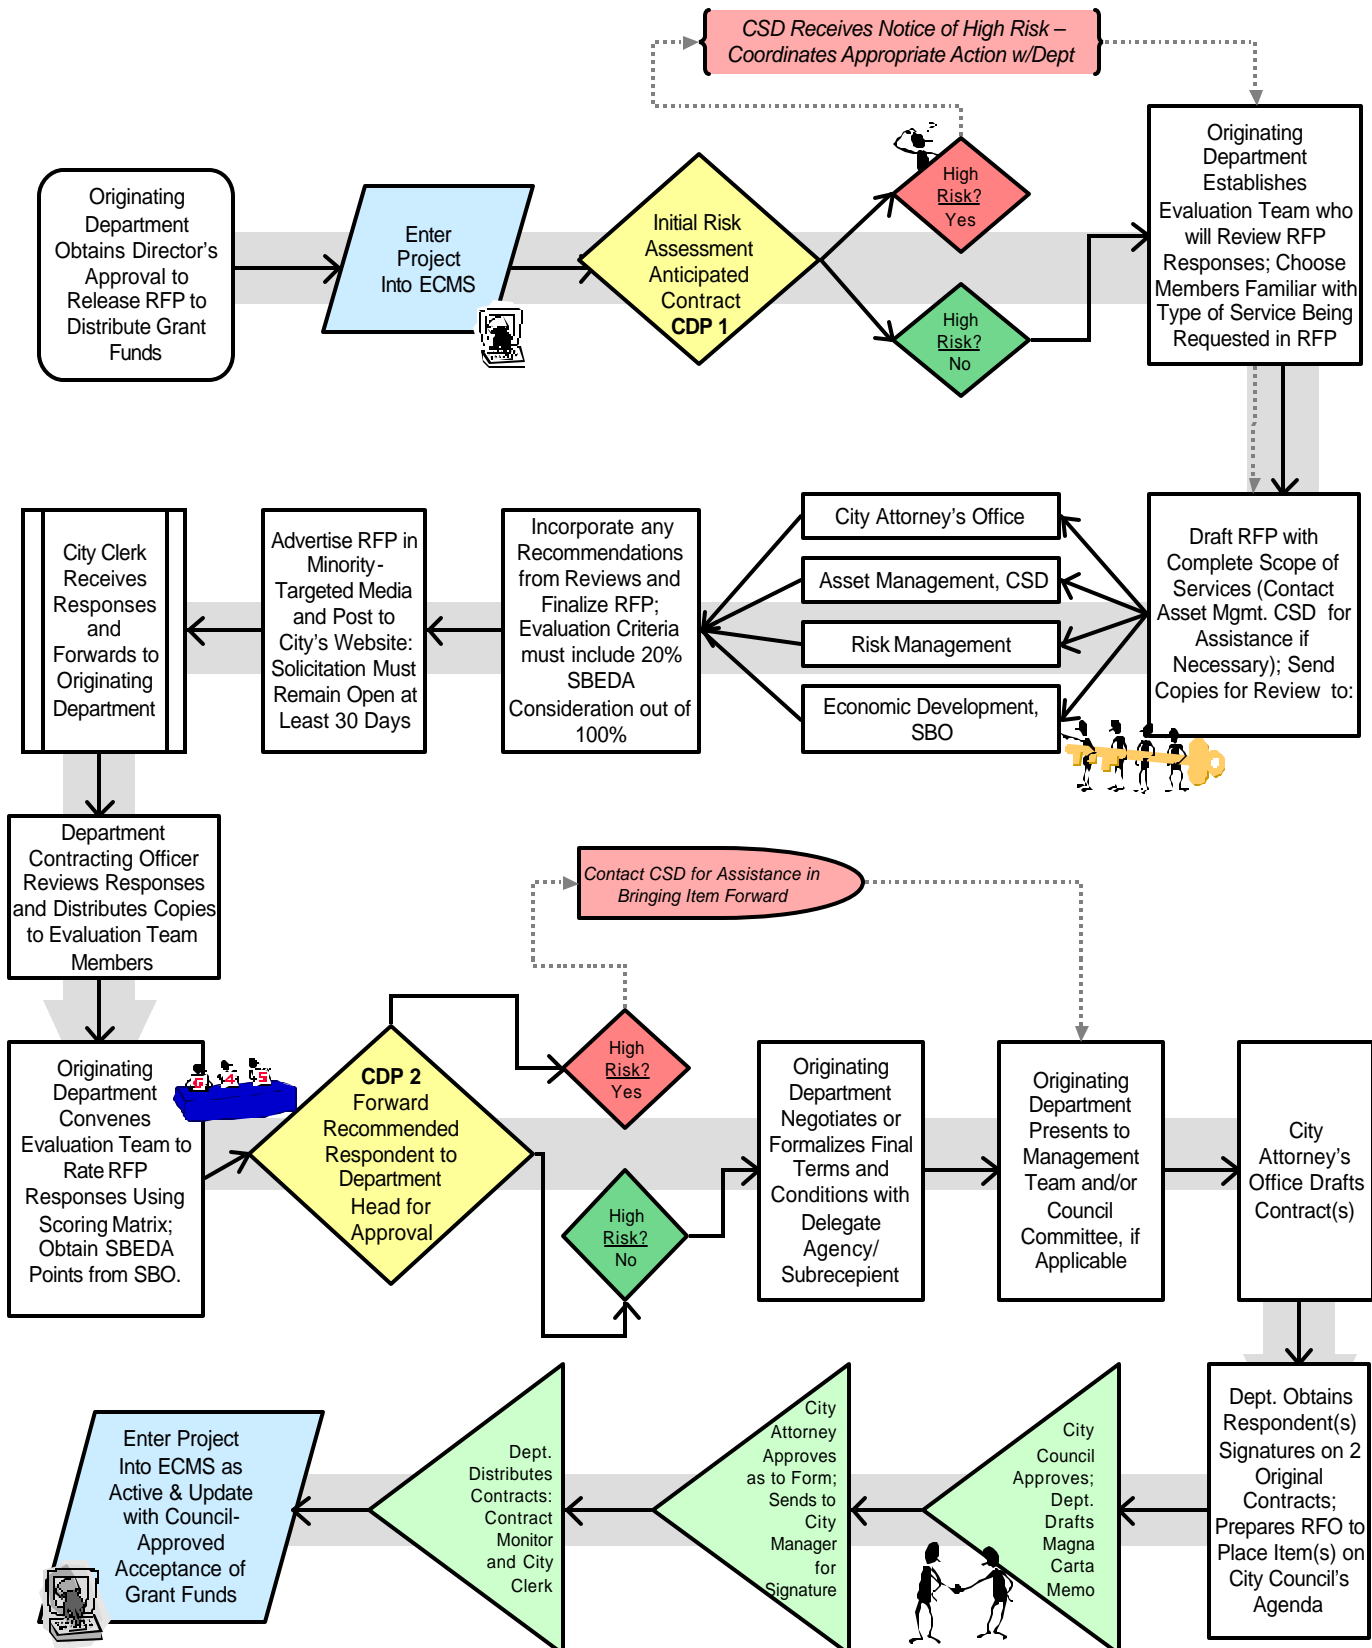 CSD Receives Notice of High Risk –
Coordinates Appropriate Action w/Dept
Originating
Department
Obtains Director's
Approval to
Release RFP to
Distribute Grant
Funds
Enter
Project
Into ECMS
Initial Risk
Assessment
Anticipated
Contract
CDP 1
High
Risk?
Yes
High
Risk?
No
Originating
Department
Establishes
Evaluation Team who
will Review RFP
Responses; Choose
Members Familiar with
Type of Service Being
Requested in RFP
Draft RFP with
Complete Scope of
Services (Contact
Asset Mgmt. CSD for
Assistance if
Necessary); Send
Copies for Review to:
City Attorney's Office
Asset Management, CSD
Risk Management
Economic Development,
SBO
Incorporate any
Recommendations
from Reviews and
Finalize RFP;
Evaluation Criteria
must include 20%
SBEDA
Consideration out of
100%
Advertise RFP in
Minority-
Targeted Media
and Post to
City's Website:
Solicitation Must
Remain Open at
Least 30 Days
City Clerk
Receives
Responses
and
Forwards to
Originating
Department
Department
Contracting Officer
Reviews Responses
and Distributes Copies
to Evaluation Team
Members
Contact CSD for Assistance in
Bringing Item Forward
Originating
Department
Convenes
Evaluation Team to
Rate RFP
Responses Using
Scoring Matrix;
Obtain SBEDA
Points from SBO.
6 4 5
CDP 2
Forward
Recommended
Respondent to
Department
Head for
Approval
High
Risk?
Yes
High
Risk?
No
Originating
Department
Negotiates or
Formalizes Final
Terms and
Conditions with
Delegate
Agency/
Subrecepient
Originating
Department
Presents to
Management
Team and/or
Council
Committee, if
Applicable
City
Attorney's
Office Drafts
Contract(s)
Dept. Obtains
Respondent(s)
Signatures on 2
Original
Contracts;
Prepares RFO to
Place Item(s) on
City Council's
Agenda
City
Council
Approves;
Dept.
Drafts
Magna
Carta
Memo
City
Attorney
Approves
as to Form;
Sends to
City
Manager
for
Signature
Dept.
Distributes
Contracts:
Contract
Monitor
and City
Clerk
Enter Project
Into ECMS as
Active & Update
with Council-
Approved
Acceptance of
Grant Funds